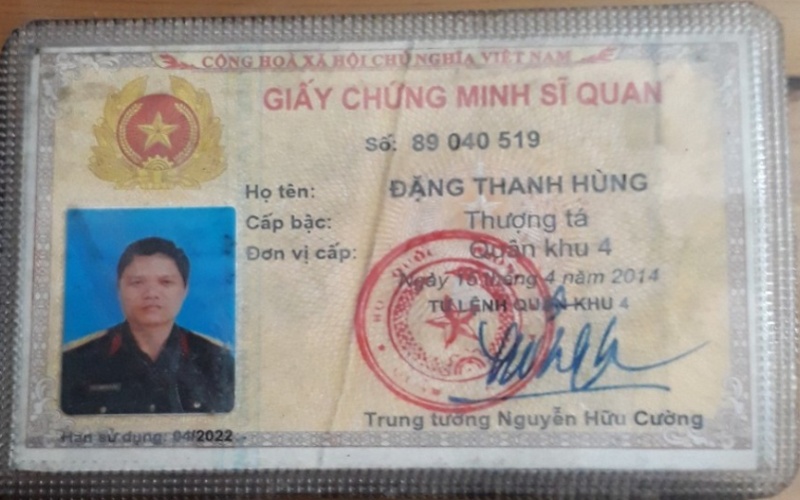 CỘNG HOÀ XÃ HỘI CHỦ NGHĨA VIỆT NAM
GIẤY CHỨNG MINH SĨ QUAN
Số: 89 040 519
Họ tên: ĐẶNG THANH HÙNG
Cấp bậc: Thượng tá
Đơn vị cấp: Quân khu 4
Ngày 16 tháng 4 năm 2014
TƯ LỆNH QUÂN KHU 4
Trung tướng Nguyễn Hữu Cường
Hạn sử dụng: 04/2022